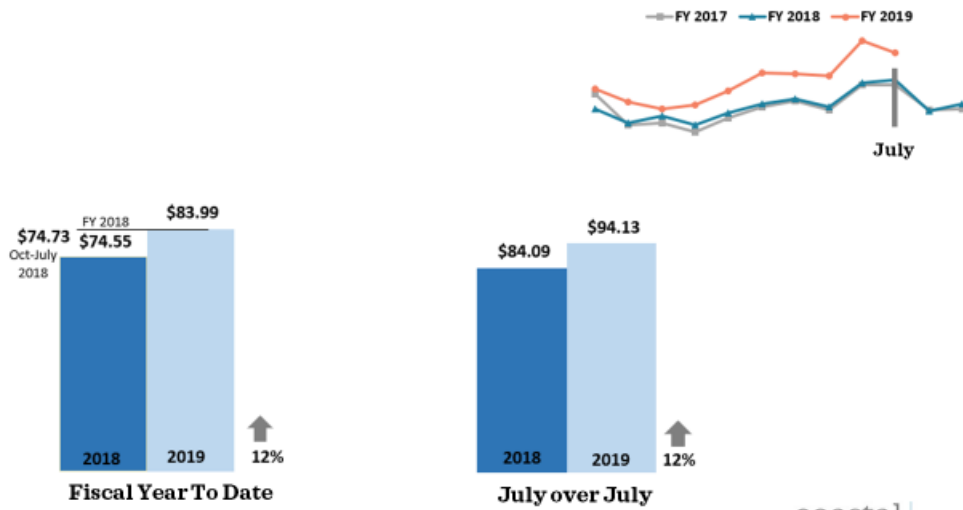 FY 2017 FY 2018 FY 2019
July
$83.99
FY 2018
$74.73 $74.55
Oct-July
2018
2018 2019
12%
Fiscal Year To Date
$94.13
$84.09
2018 2019
12%
July over July